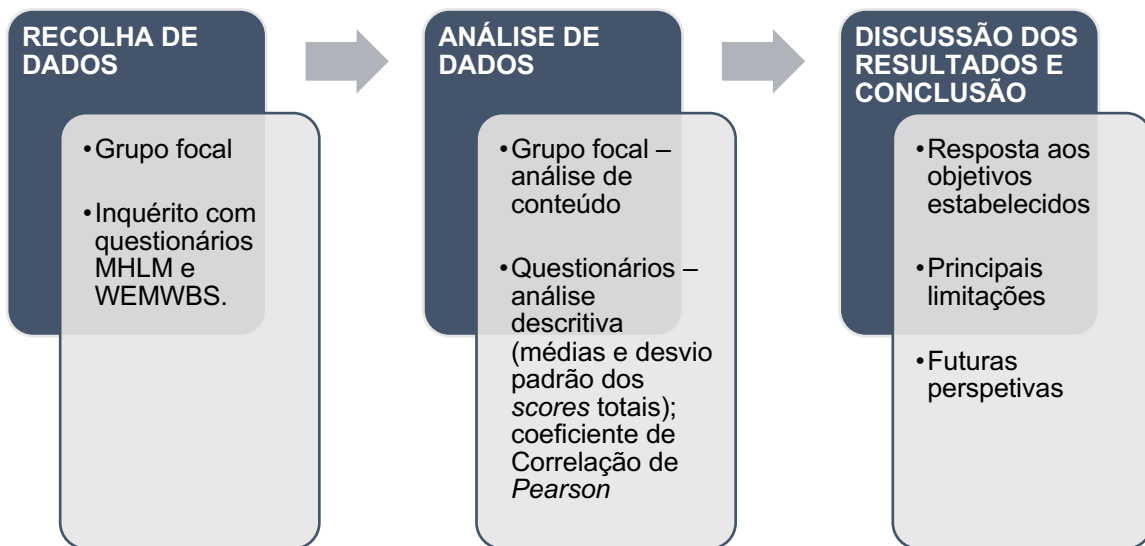 RECOLHA DE
DADOS
•Grupo focal
•Inquérito com
questionários
MHLM e
WEMWBS.
ANÁLISE DE
DADOS
•Grupo focal –
análise de
conteúdo
•Questionários –
análise
descritiva
(médias e desvio
padrão dos
scores totais);
coeficiente de
Correlação de
Pearson
DISCUSSÃO DOS
RESULTADOS E
CONCLUSÃO
•Resposta aos
objetivos
estabelecidos
•Principais
limitações
•Futuras
perspetivas